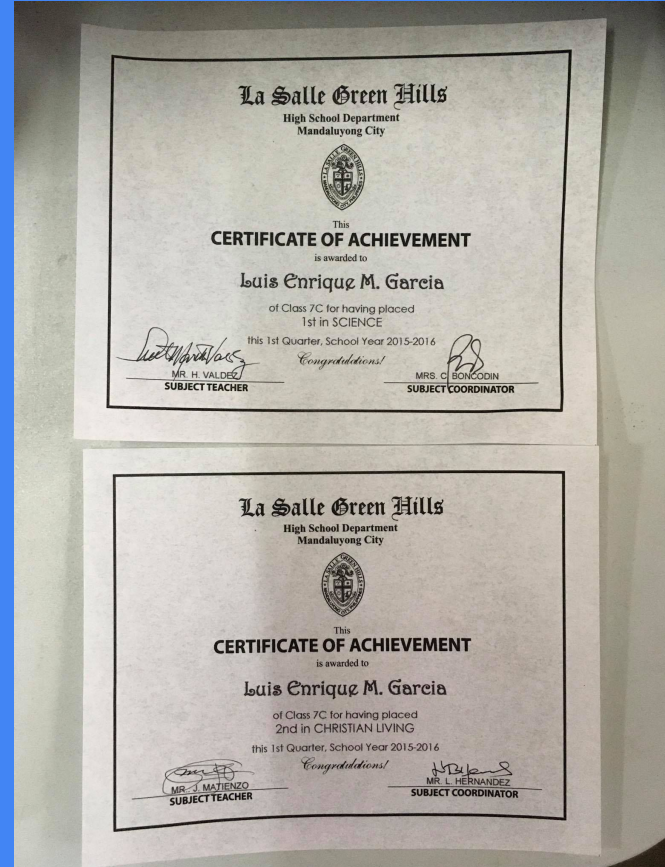 La Salle Green Hills
High School Department
Mandaluyong City
This
CERTIFICATE OF ACHIEVEMENT
is awarded to
Luis Enrique M. Garcia
of Class 7C for having placed
1st in SCIENCE
this 1st Quarter, School Year 2015-2016
Congratulations!
MR. H. VALDEZ
SUBJECT TEACHER
MRS. C. BONCODIN
SUBJECT COORDINATOR
La Salle Green Hills
High School Department
Mandaluyong City
This
CERTIFICATE OF ACHIEVEMENT
is awarded to
Luis Enrique M. Garcia
of Class 7C for having placed
2nd in CHRISTIAN LIVING
this 1st Quarter, School Year 2015-2016
Congratulations!
MR. J. MATIENZO
SUBJECT TEACHER
MR. L. HERNANDEZ
SUBJECT COORDINATOR